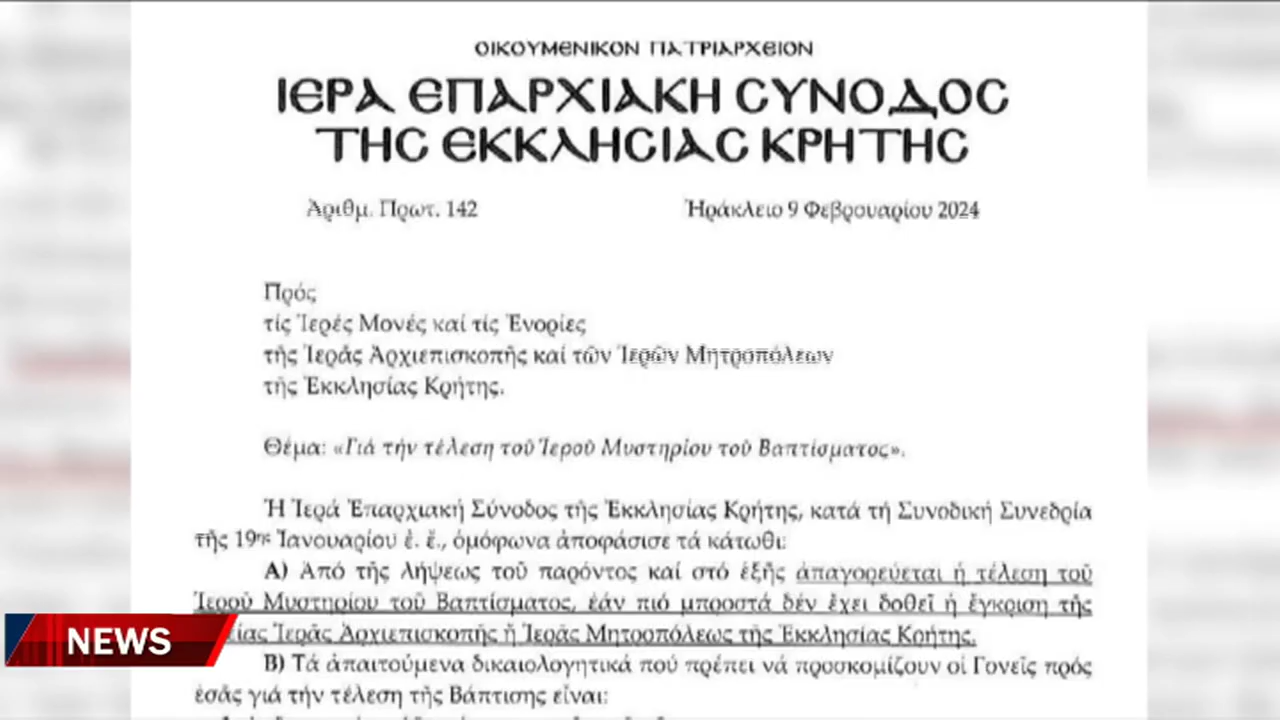 ΟΙΚΟΥΜΕΝΙΚΟΝ ΠΑΤΡΙΑΡΧΕΙΟΝ
ΙΕΡΑ ΕΠΑΡΧΙΑΚΗ ΣΥΝΟΔΟΣ
ΤΗΣ ΕΚΚΛΗΣΙΑΣ ΚΡΗΤΗΣ
Ἀριθμ. Πρωτ. 142
Ἡράκλειο 9 Φεβρουαρίου 2024
Πρός
τίς Ἱερές Μονές καί τίς Ἐνορίες
τῆς Ἱερᾶς Ἀρχιεπισκοπῆς καί τῶν Ἱερῶν Μητροπόλεων
τῆς Ἐκκλησίας Κρήτης.
Θέμα: «Γιά τήν τέλεση τοῦ Ἱεροῦ Μυστηρίου τοῦ Βαπτίσματος».
Ἡ Ἱερά Ἐπαρχιακή Σύνοδος τῆς Ἐκκλησίας Κρήτης, κατά τή Συνοδική Συνεδρία
τῆς 19ης Ἰανουαρίου ἐ. ἔ., ὁμόφωνα ἀποφάσισε τά κάτωθι:
Α) Ἀπό τῆς λήψεως τοῦ παρόντος καί στό ἑξῆς ἀπαγορεύεται ἡ τέλεση τοῦ
Ἱεροῦ Μυστηρίου τοῦ Βαπτίσματος, ἐάν πιό μπροστά δέν ἔχει δοθεῖ ἡ ἔγκριση τῆς
Ἱερᾶς Ἀρχιεπισκοπῆς ἤ Ἱερᾶς Μητροπόλεως τῆς Ἐκκλησίας Κρήτης.
Β) Τά ἀπαιτούμενα δικαιολογητικά πού πρέπει νά προσκομίζουν οἱ Γονεῖς πρός
ἐσᾶς γιά τήν τέλεση τῆς Βάπτισης εἶναι:
NEWS